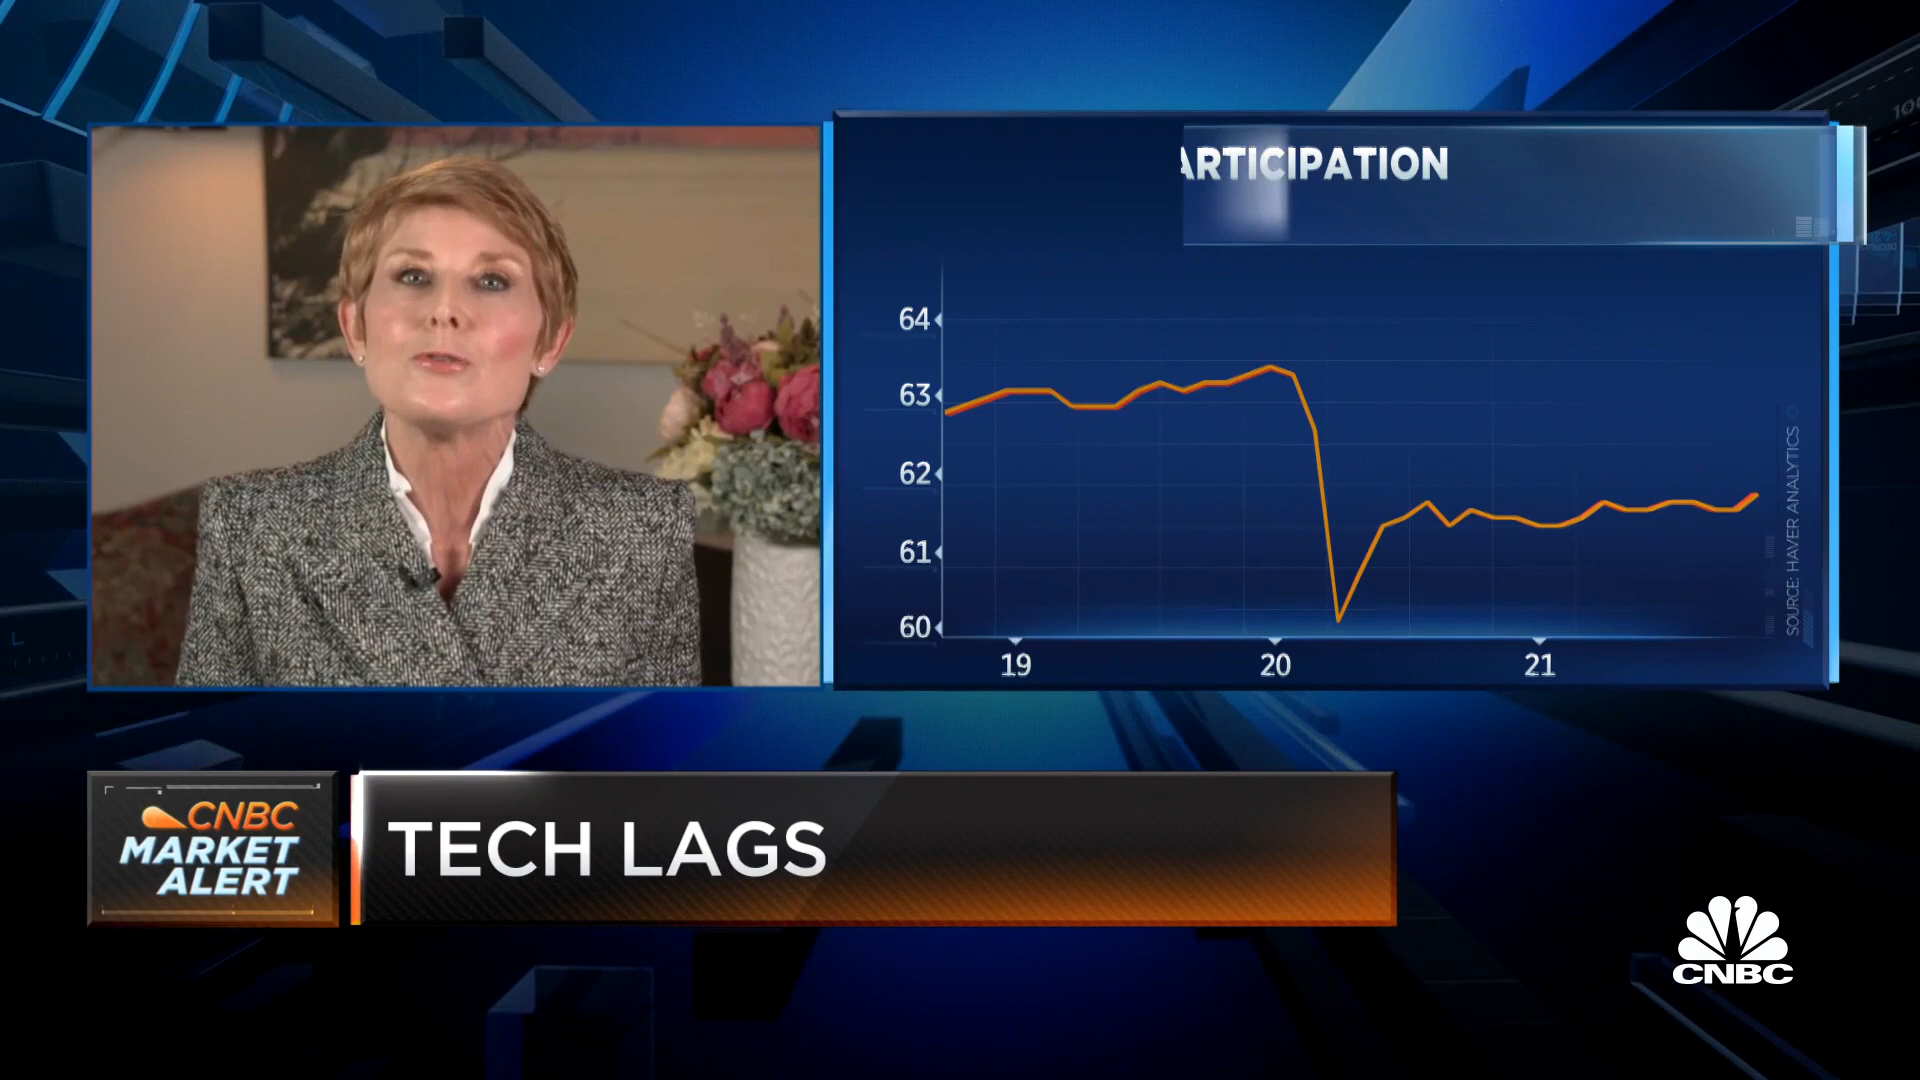 ARTICIPATION
64
63
62
61
60
19
20
21
SOURCE: HAVER ANALYTICS
CNBC
MARKET
ALERT
TECH LAGS
CNBC